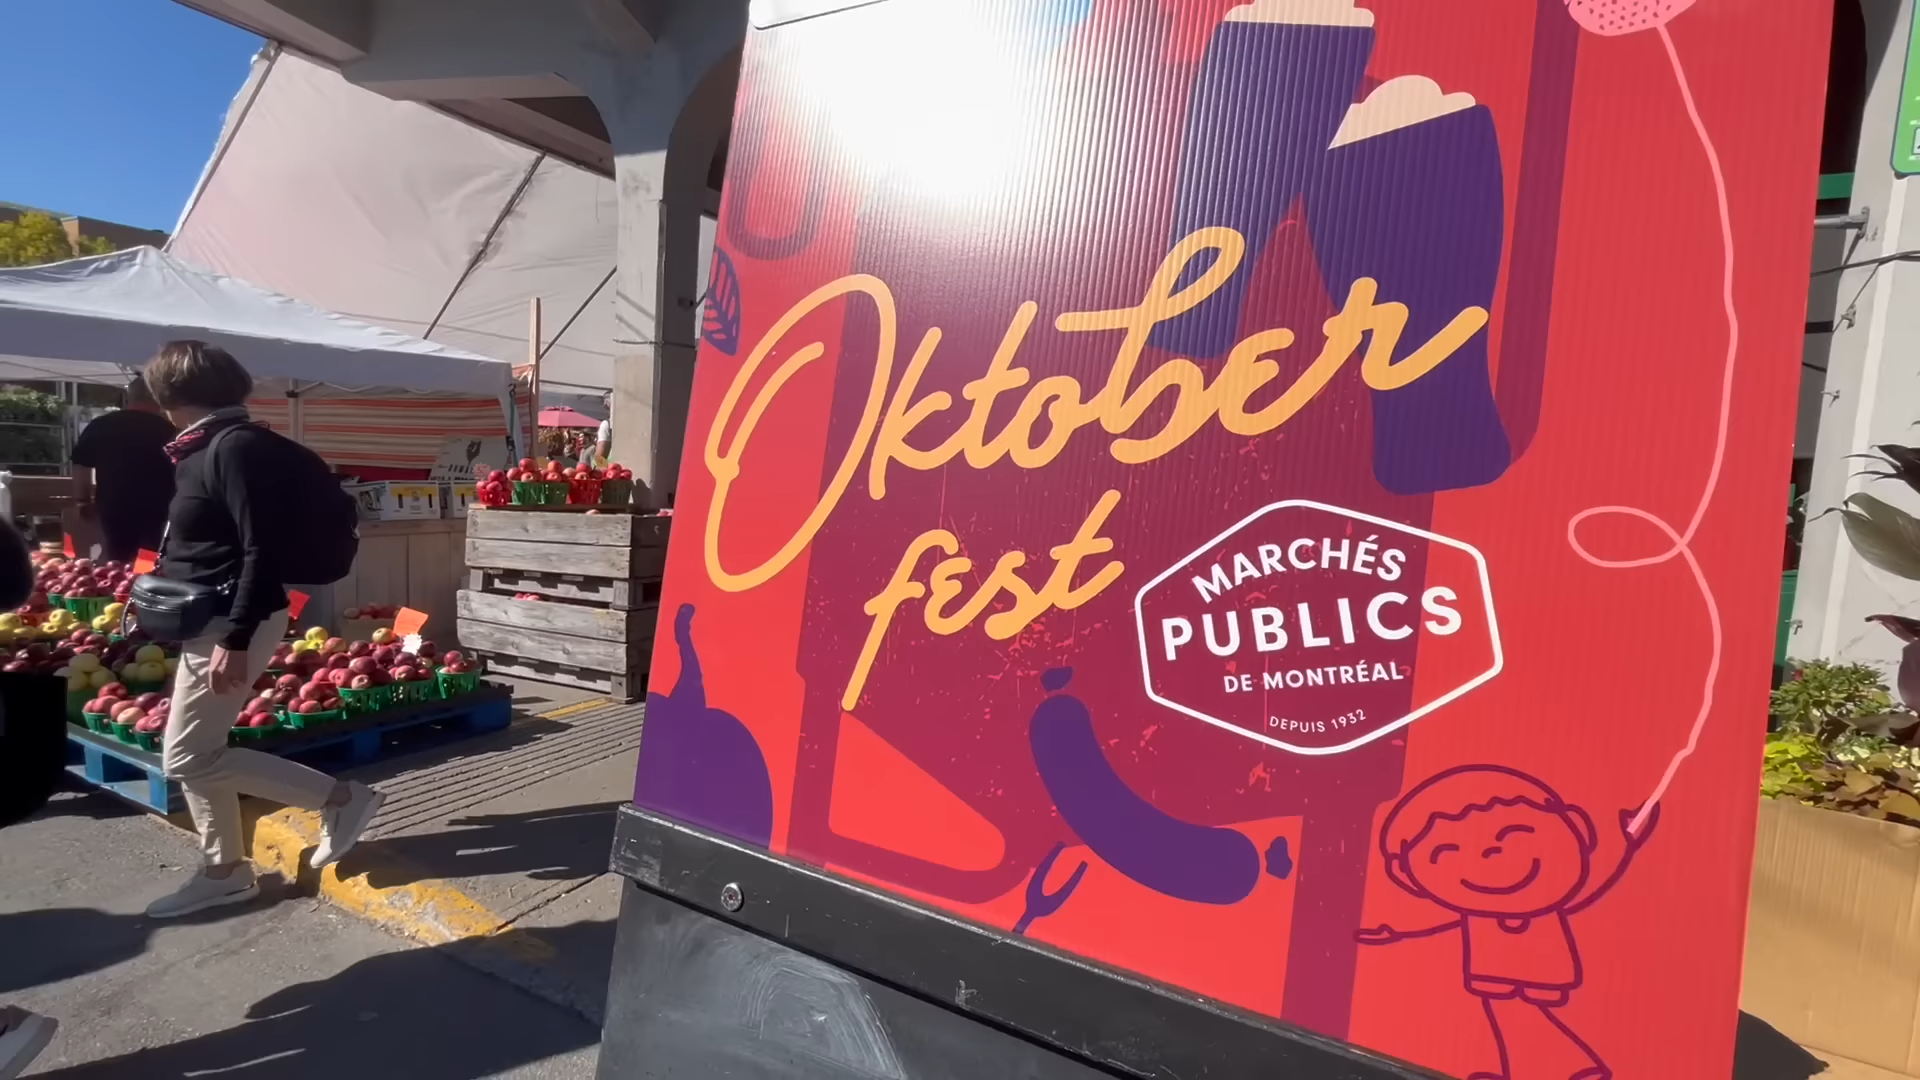 Oktober
fest
MARCHÉS
PUBLICS
DE MONTRÉAL
DEPUIS 1932